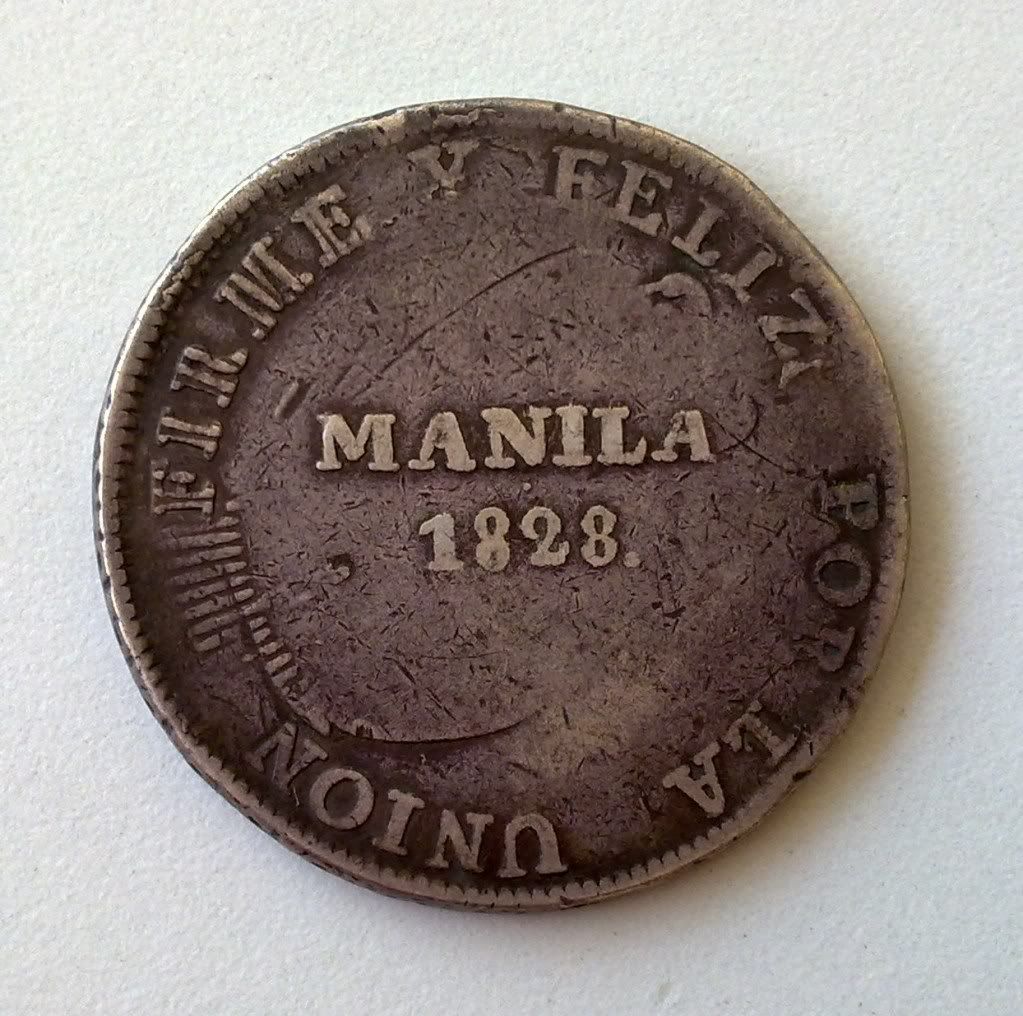 FIRME Y FELIZ POR LA UNION
MANILA
1828.